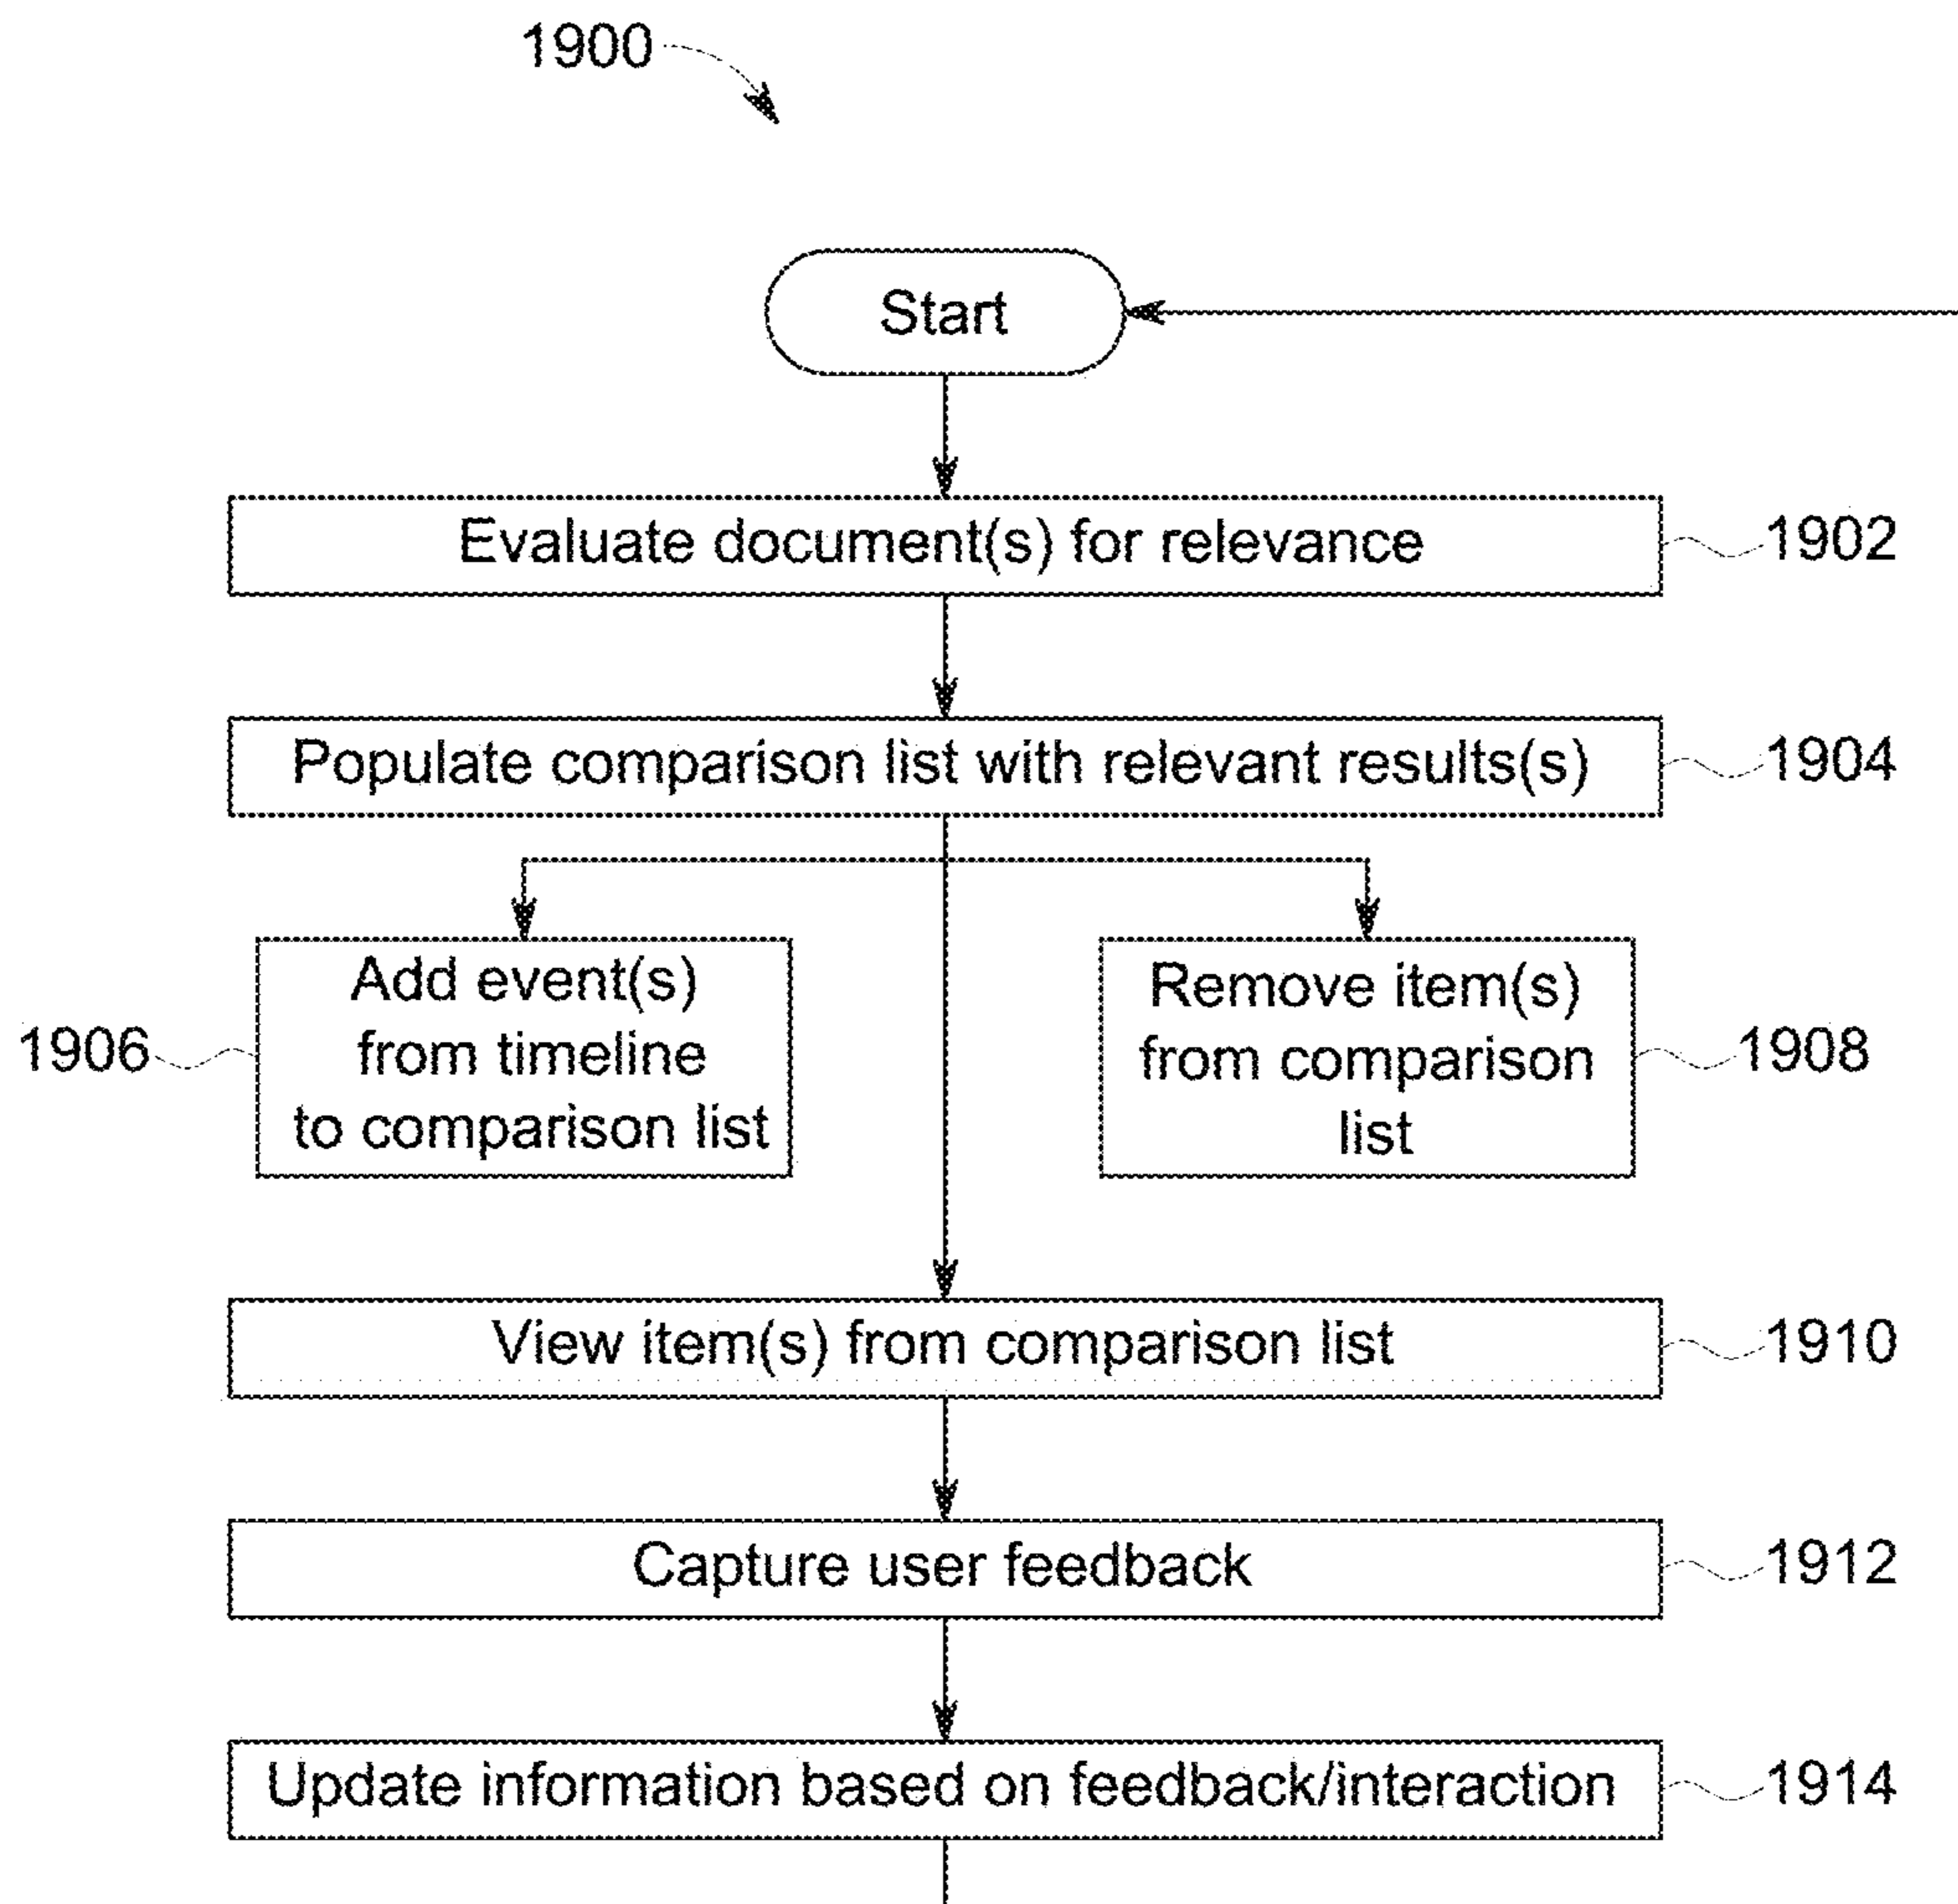 1900
Start
Evaluate document(s) for relevance
1902
Populate comparison list with relevant results(s)
1904
Add event(s)
from timeline
to comparison list
1906
Remove item(s)
from comparison
list
1908
View item(s) from comparison list
1910
Capture user feedback
1912
Update information based on feedback/interaction
1914